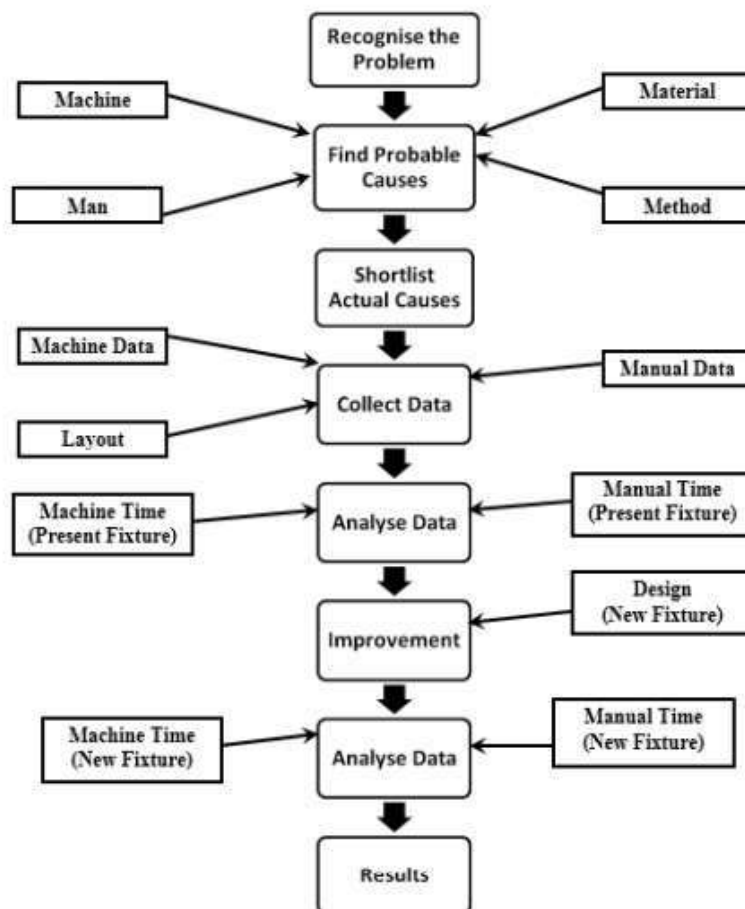 Recognise the
Problem
Machine
Material
Find Probable
Causes
Man
Method
Shortlist
Actual Causes
Machine Data
Manual Data
Collect Data
Layout
Machine Time
(Present Fixture)
Analyse Data
Manual Time
(Present Fixture)
Improvement
Design
(New Fixture)
Machine Time
(New Fixture)
Analyse Data
Manual Time
(New Fixture)
Results